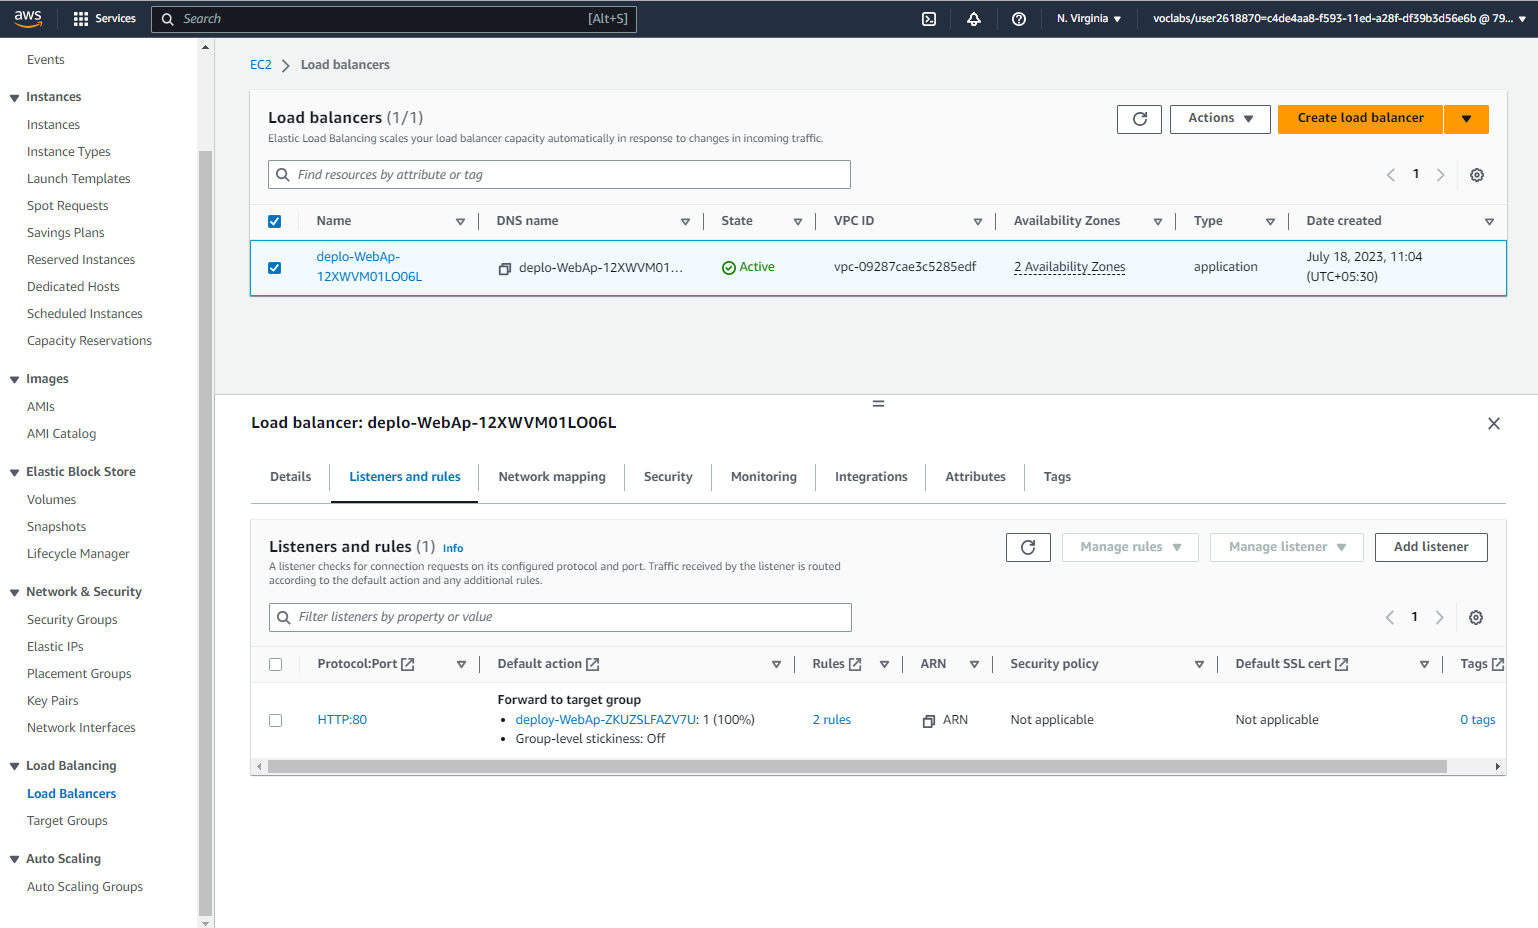 aws
Services
Search
[Alt+S]
N. Virginia
voclabs/user2618870=c4de4aa8-f593-11ed-a28f-df39b3d56e6b @ 79...
Events
Instances
Instances
Instance Types
Launch Templates
Spot Requests
Savings Plans
Reserved Instances
Dedicated Hosts
Scheduled Instances
Capacity Reservations
Images
AMIs
AMI Catalog
Elastic Block Store
Volumes
Snapshots
Lifecycle Manager
Network & Security
Security Groups
Elastic IPs
Placement Groups
Key Pairs
Network Interfaces
Load Balancing
Load Balancers
Target Groups
Auto Scaling
Auto Scaling Groups
EC2 > Load balancers
Load balancers (1/1)
Elastic Load Balancing scales your load balancer capacity automatically in response to changes in incoming traffic.
Actions
Create load balancer
Find resources by attribute or tag
1
Name DNS name State VPC ID Availability Zones Type Date created
deplo-WebAp-
12XWVM01LO06L
deplo-WebAp-12XWVM01...
Active
vpc-09287cae3c5285edf
2 Availability Zones
application
July 18, 2023, 11:04
(UTC+05:30)
Load balancer: deplo-WebAp-12XWVM01LO06L
Details Listeners and rules Network mapping Security Monitoring Integrations Attributes Tags
Listeners and rules (1) Info
A listener checks for connection requests on its configured protocol and port. Traffic received by the listener is routed
according to the default action and any additional rules.
Manage rules
Manage listener
Add listener
Filter listeners by property or value
1
Protocol:Port Default action Rules ARN Security policy Default SSL cert Tags
HTTP:80
Forward to target group
• deploy-WebAp-ZKUZSLFAZV7U: 1 (100%)
• Group-level stickiness: Off
2 rules
ARN
Not applicable
Not applicable
0 tags